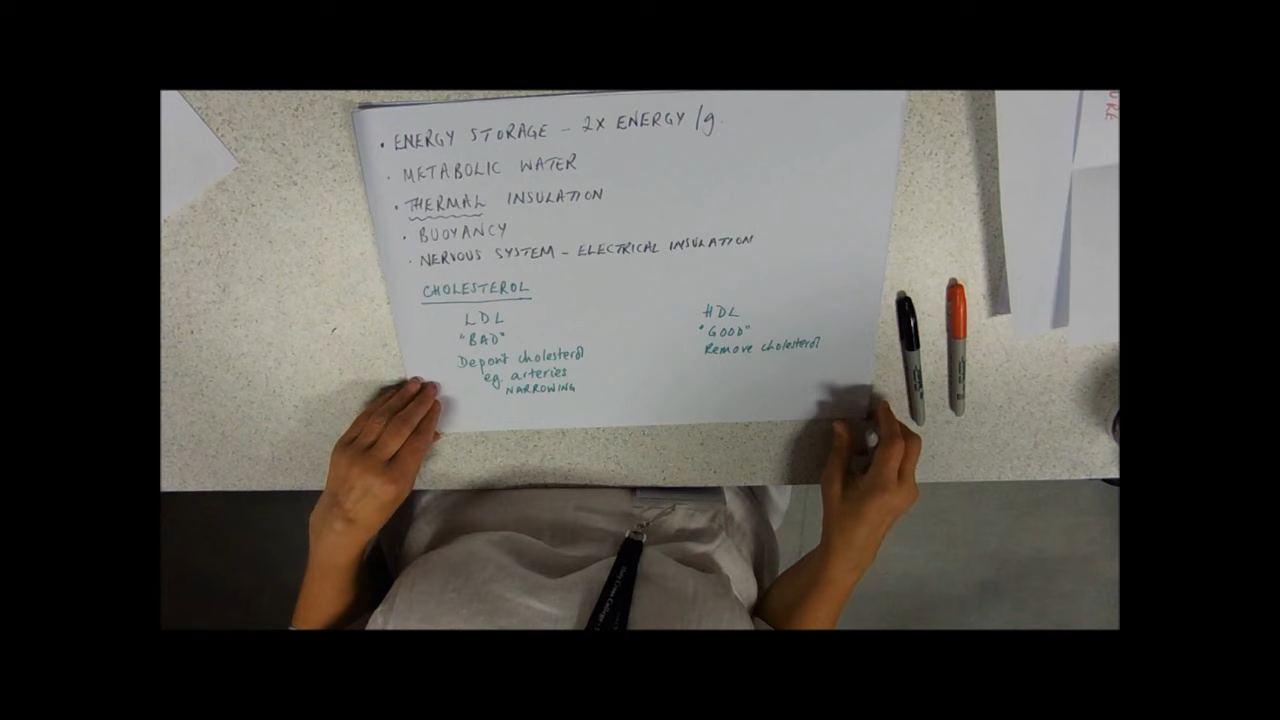 • ENERGY STORAGE – 2X ENERGY /g.
• METABOLIC WATER
• THERMAL INSULATION
• BUOYANCY
• NERVOUS SYSTEM – ELECTRICAL INSULATION
CHOLESTEROL
LDL
"BAD"
Deposit cholesterol
eg. arteries
NARROWING
HDL
"GOOD"
Remove cholesterol